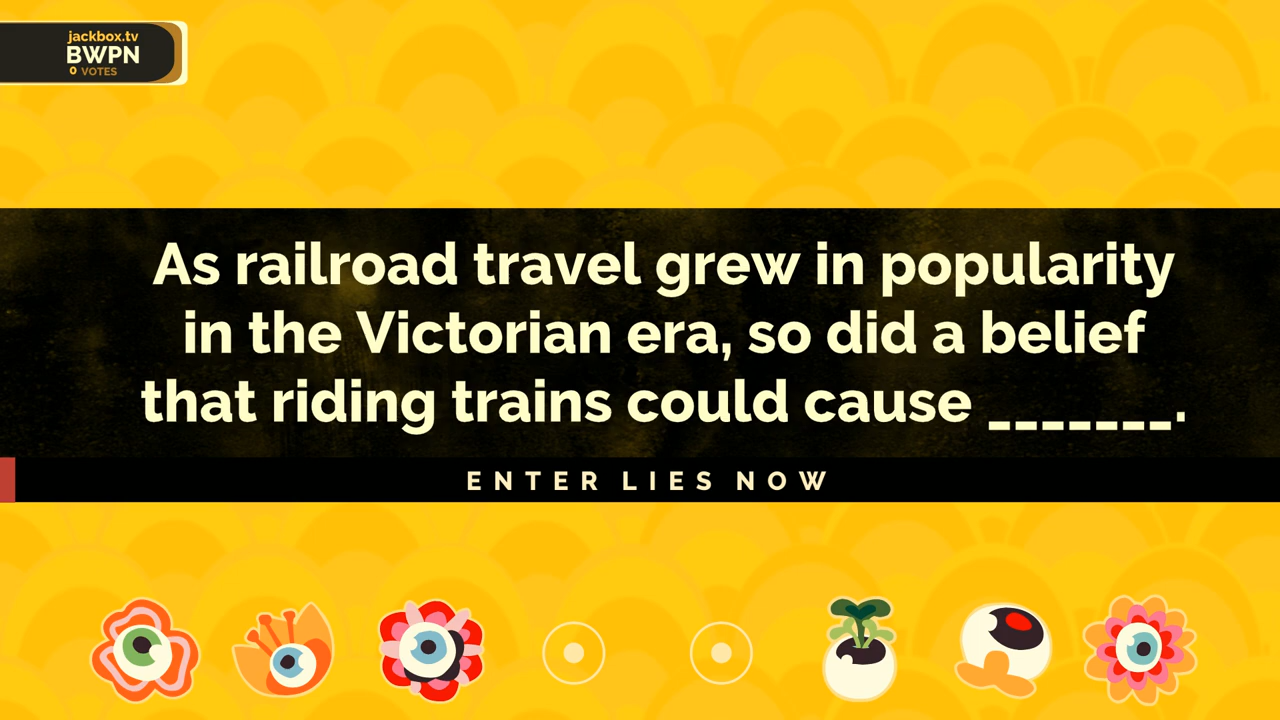 jackbox.tv
BWPN
0 VOTES
As railroad travel grew in popularity
in the Victorian era, so did a belief
that riding trains could cause _______.
ENTER LIES NOW